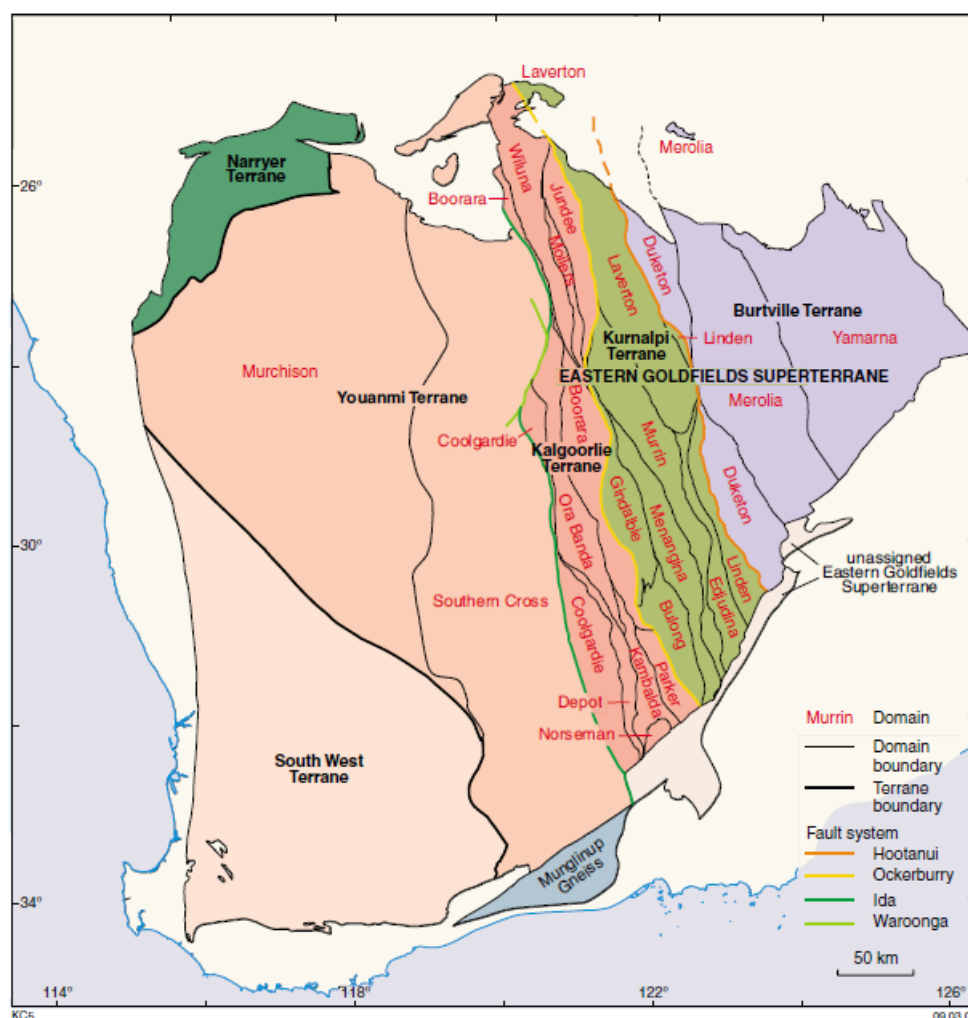 Laverton
Narryer
Terrane
Merolia
26°
Wiluna
Boorara
Jundee
Moilers
Duketon
Laverton
Burtville Terrane
Kurnalpi
Terrane
Linden
Yamarna
Murchison
EASTERN GOLDFIELDS SUPERTERRANE
Youanmi Terrane
Merolia
Boorara
Coolgardie
Kalgoorlie
Terrane
Murrin
Gindalbie
Duketon
Ora Banda
Menangina
30°
unassigned
Eastern Goldfields
Superterrane
Linden
Edjudina
Southern Cross
Coolgardie
Bulong
Kambalda
Parker
Depot
Norseman
South West
Terrane
Murrin Domain
Domain
boundary
Terrane
boundary
Fault system
Hootanui
Ockerburry
Ida
Waroonga
Munglinup
Gneiss
34°
50 km
114° 118° 122° 126°